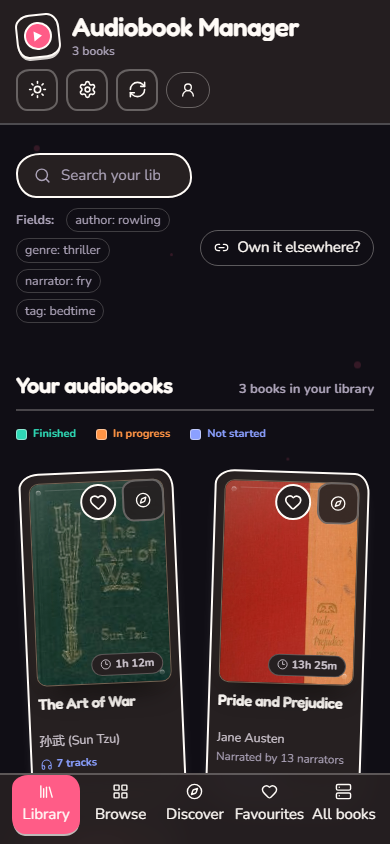 Audiobook Manager
3 books
Search your lib
Fields: author: rowling
genre: thriller
narrator: fry
tag: bedtime
Own it elsewhere?
Your audiobooks
3 books in your library
Finished
In progress
Not started
The
Art of
War
Sun Tzu
1h 12m
The Art of War
孙武 (Sun Tzu)
7 tracks
Pride
and
Prejudice
13h 25m
Pride and Prejudice
Jane Austen
Narrated by 13 narrators
Library
Browse
Discover
Favourites
All books